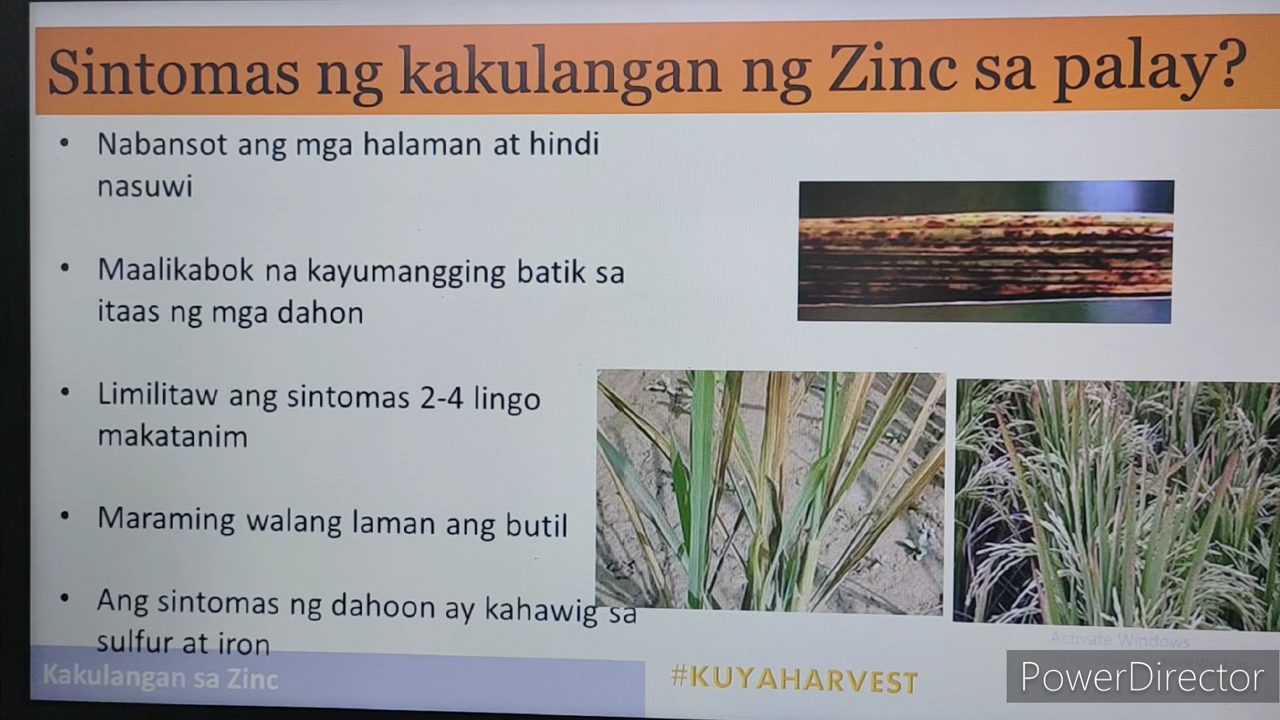 Sintomas ng kakulangan ng Zinc sa palay?
• Nabansot ang mga halaman at hindi
nasuwi
• Maalikabok na kayumangging batik sa
itaas ng mga dahon
• Limilitaw ang sintomas 2-4 lingo
makatanim
• Maraming walang laman ang butil
• Ang sintomas ng dahoon ay kahawig sa
sulfur at iron
Kakulangan sa Zinc
#KUYAHARVEST
Activate Windows
PowerDirector